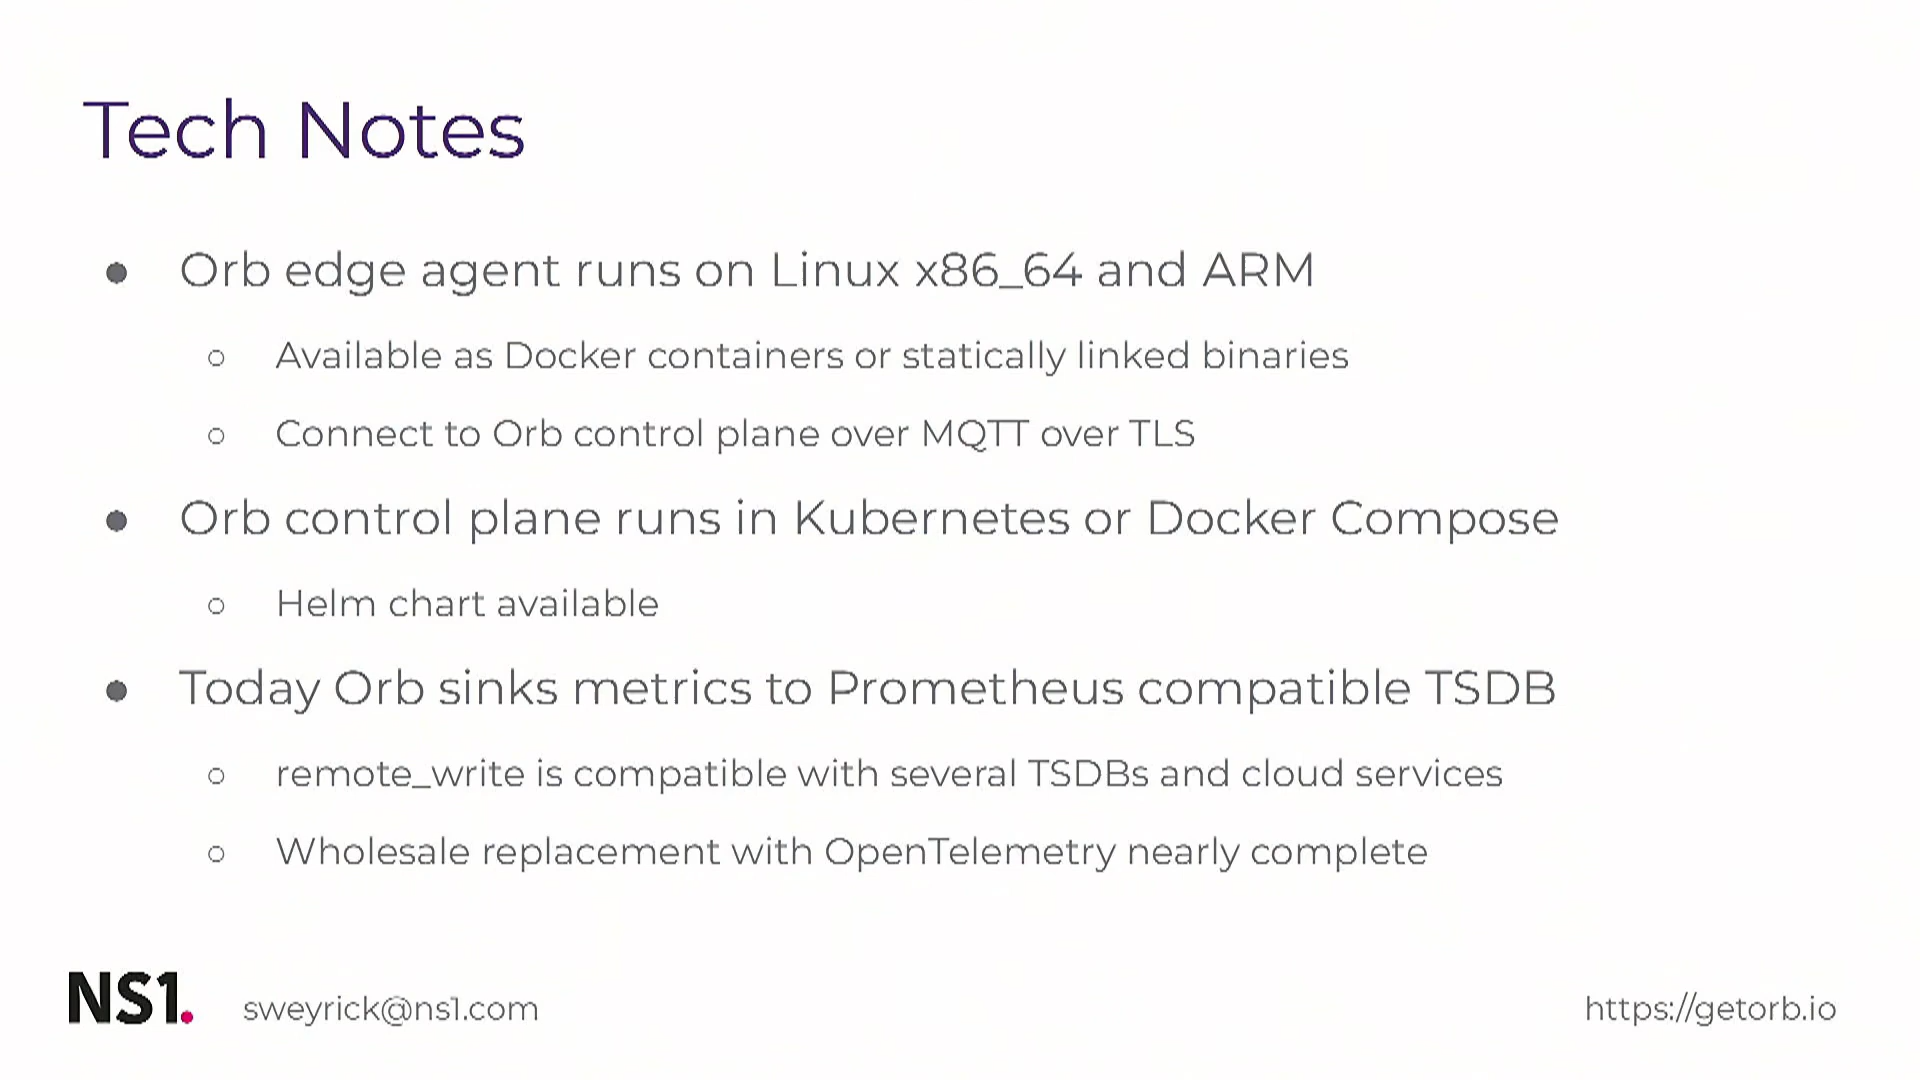 Tech Notes
● Orb edge agent runs on Linux x86_64 and ARM
○ Available as Docker containers or statically linked binaries
○ Connect to Orb control plane over MQTT over TLS
● Orb control plane runs in Kubernetes or Docker Compose
○ Helm chart available
● Today Orb sinks metrics to Prometheus compatible TSDB
○ remote_write is compatible with several TSDBs and cloud services
○ Wholesale replacement with OpenTelemetry nearly complete
NS1. sweyrick@ns1.com https://getorb.io